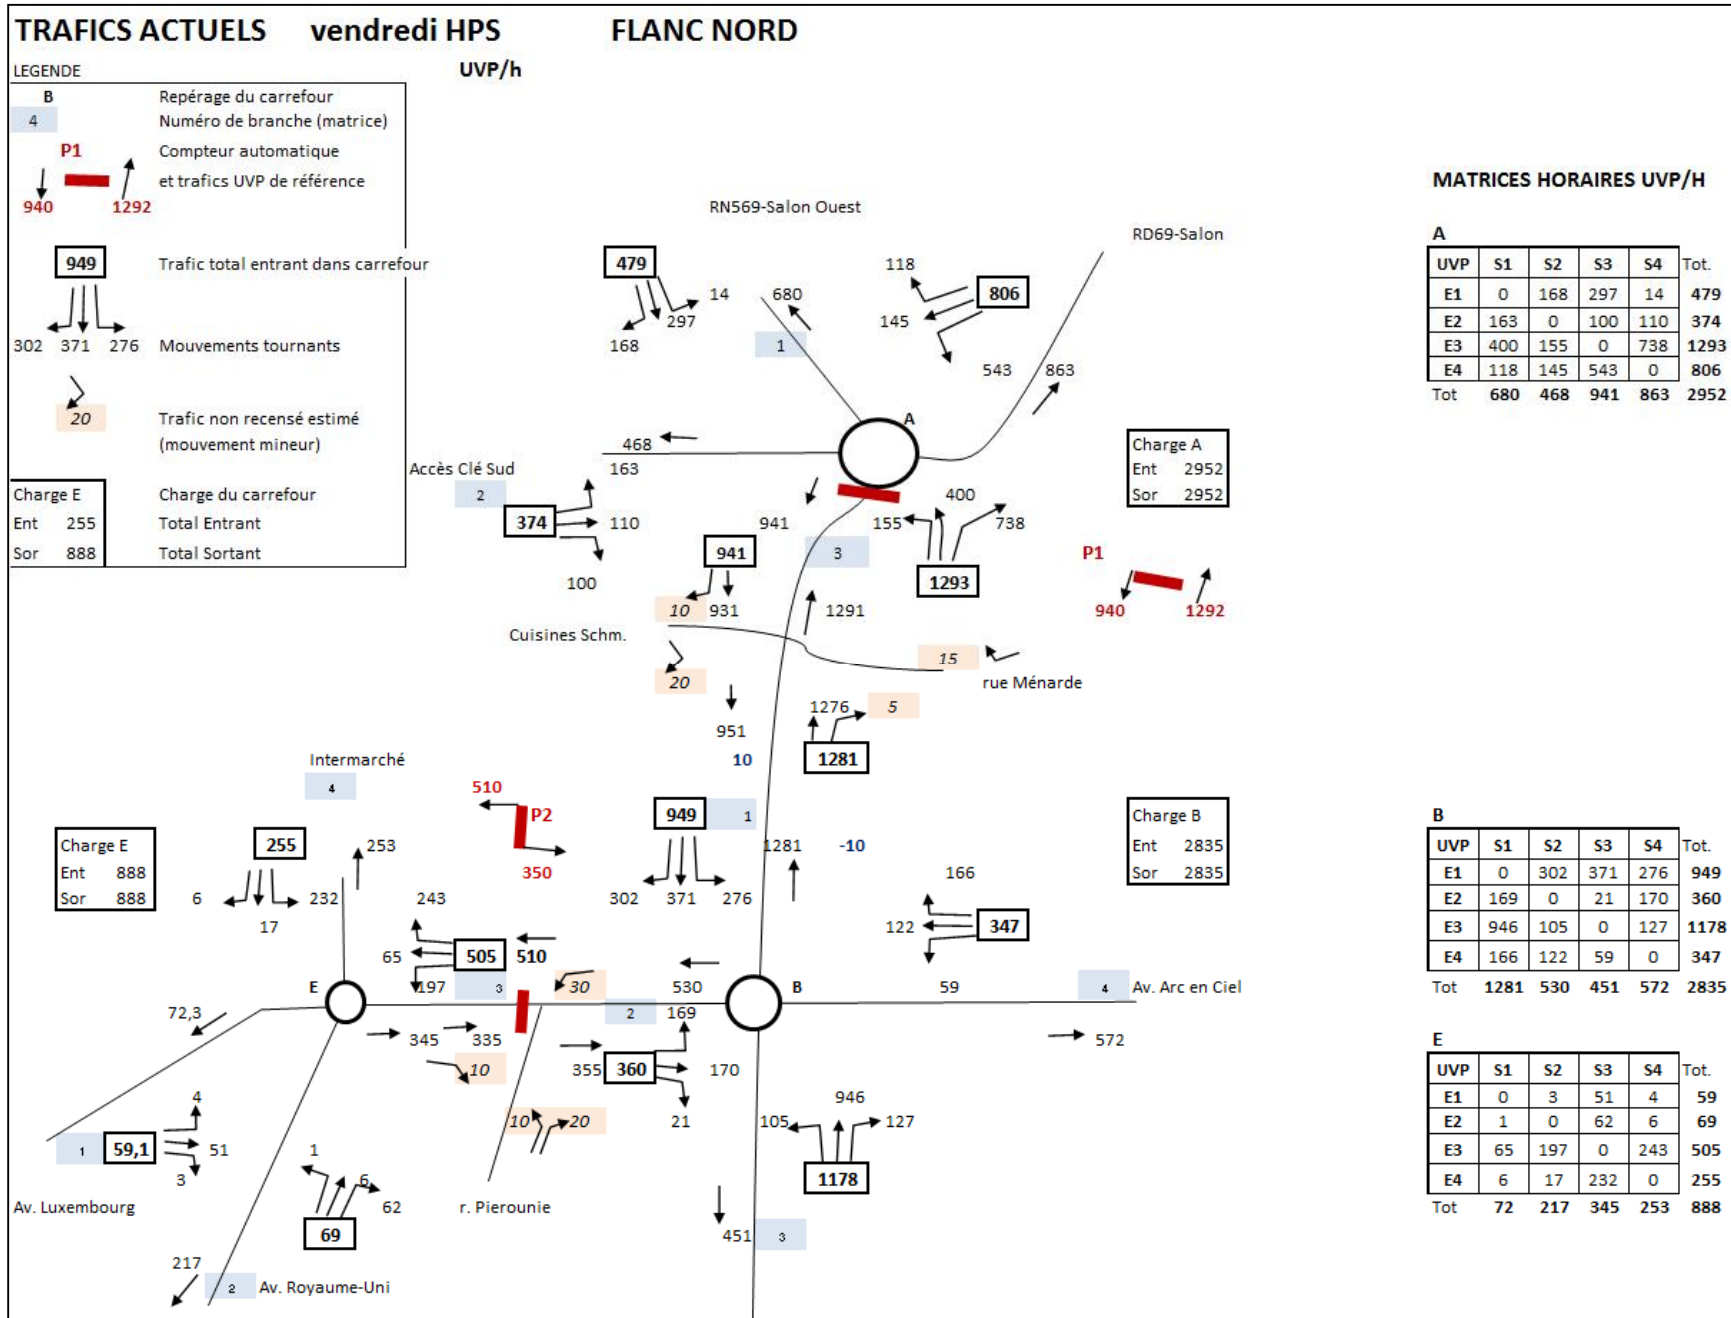 TRAFICS ACTUELS vendredi HPS FLANC NORD
LEGENDE UVP/h
B Repérage du carrefour
4 Numéro de branche (matrice)
P1 Compteur automatique
et trafics UVP de référence
940 1292
949 Trafic total entrant dans carrefour
302 371 276 Mouvements tournants
20 Trafic non recensé estimé
(mouvement mineur)
Charge E Charge du carrefour
Ent 255 Total Entrant
Sor 888 Total Sortant
RN569-Salon Ouest
RD69-Salon
479
14 680
297
168
1
118
806
145
543 863
A
468
Accès Clé Sud 163
2
374 110
100
Charge A
Ent 2952
Sor 2952
400
941 155 738
941 3
1293
P1
940 1292
10 931 1291
Cuisines Schm.
20
15
rue Ménarde
1276 5
951
10 1281
Intermarché
4
510
P2
350
949 1
1281 -10
302 371 276
Charge B
Ent 2835
Sor 2835
Charge E
Ent 888
Sor 888
255 253
6 232 243
17
65 505 510
E 197 3 30 530 B
166
122 347
59 4 Av. Arc en Ciel
572
72,3
2 169
345 335
10 355 360 170
21
10 20
105 946 127
1178
4
1 59,1 51
3
Av. Luxembourg
1 6 62
69
r. Pierounie
451 3
217
2 Av. Royaume-Uni
MATRICES HORAIRES UVP/H
A
UVP S1 S2 S3 S4 Tot.
E1 0 168 297 14 479
E2 163 0 100 110 374
E3 400 155 0 738 1293
E4 118 145 543 0 806
Tot 680 468 941 863 2952
B
UVP S1 S2 S3 S4 Tot.
E1 0 302 371 276 949
E2 169 0 21 170 360
E3 946 105 0 127 1178
E4 166 122 59 0 347
Tot 1281 530 451 572 2835
E
UVP S1 S2 S3 S4 Tot.
E1 0 3 51 4 59
E2 1 0 62 6 69
E3 65 197 0 243 505
E4 6 17 232 0 255
Tot 72 217 345 253 888